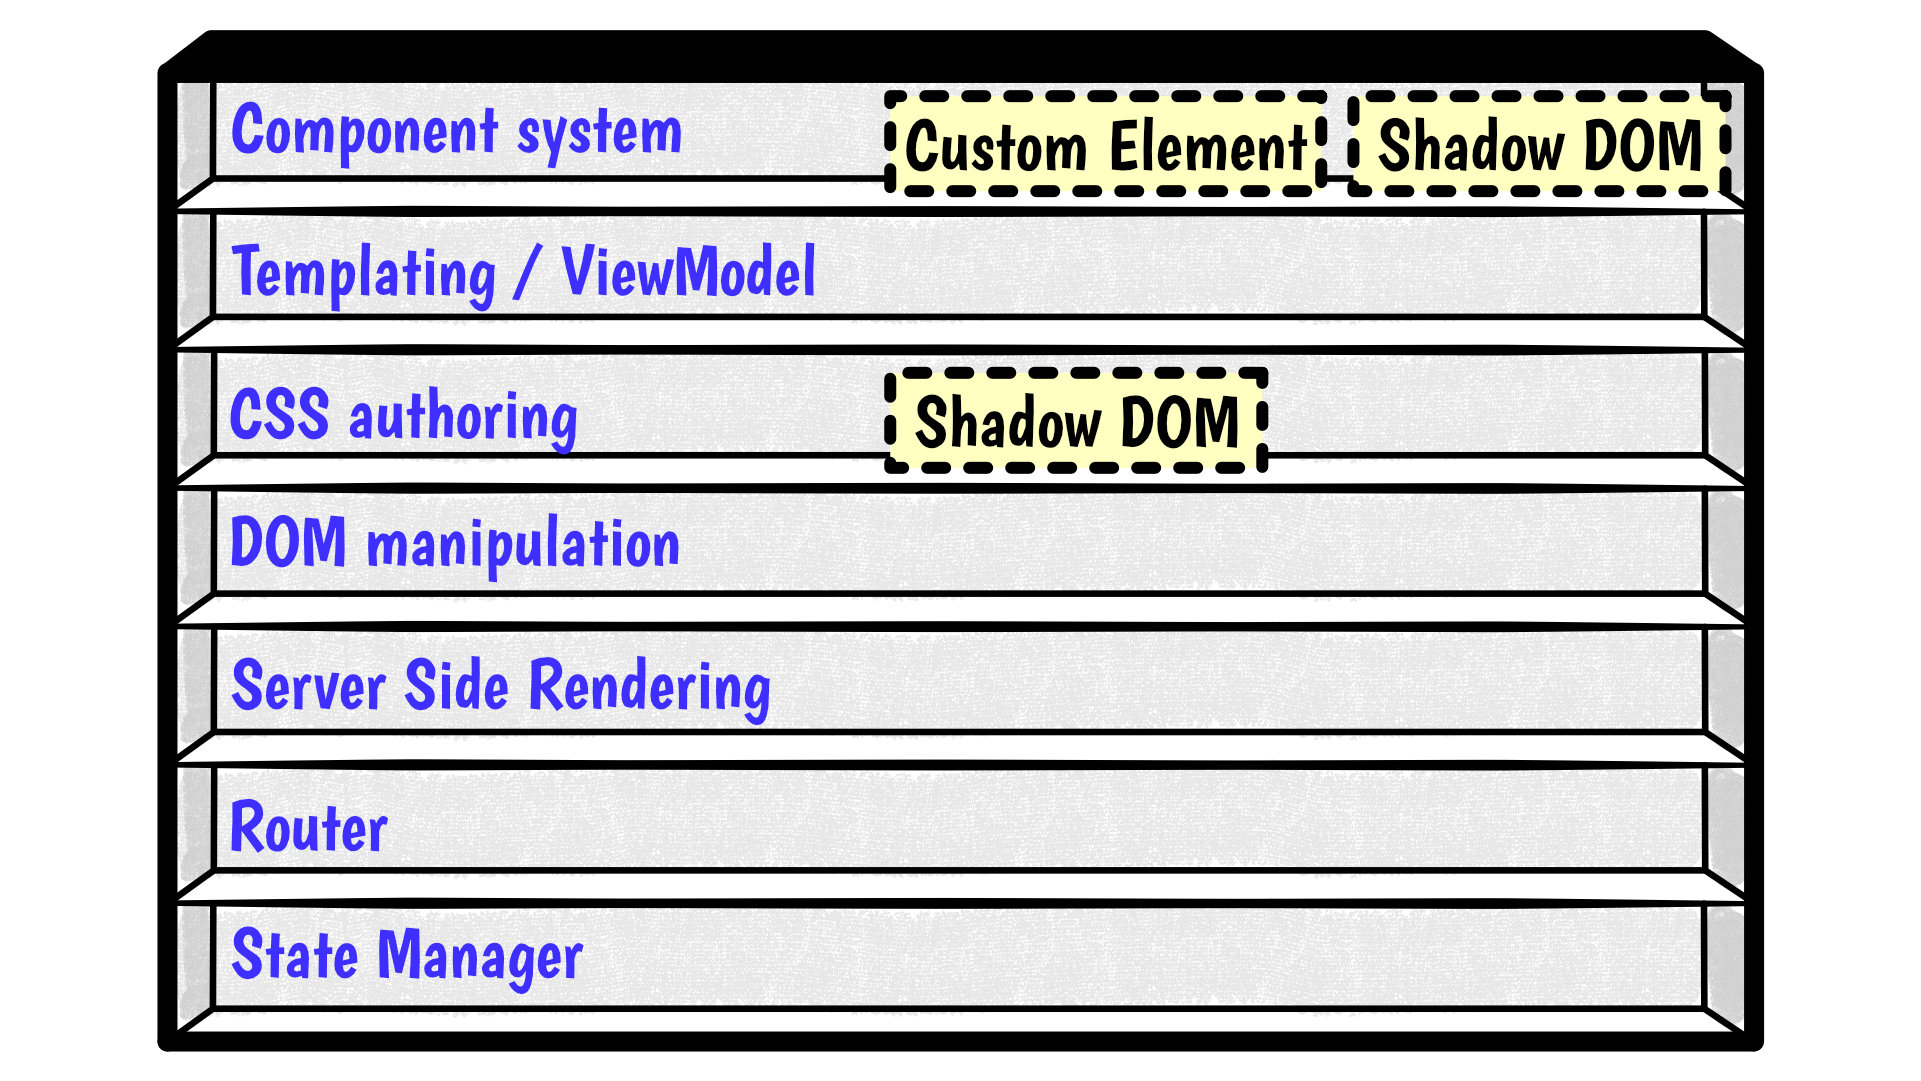 Component system
Custom Element
Shadow DOM
Templating / ViewModel
CSS authoring
Shadow DOM
DOM manipulation
Server Side Rendering
Router
State Manager